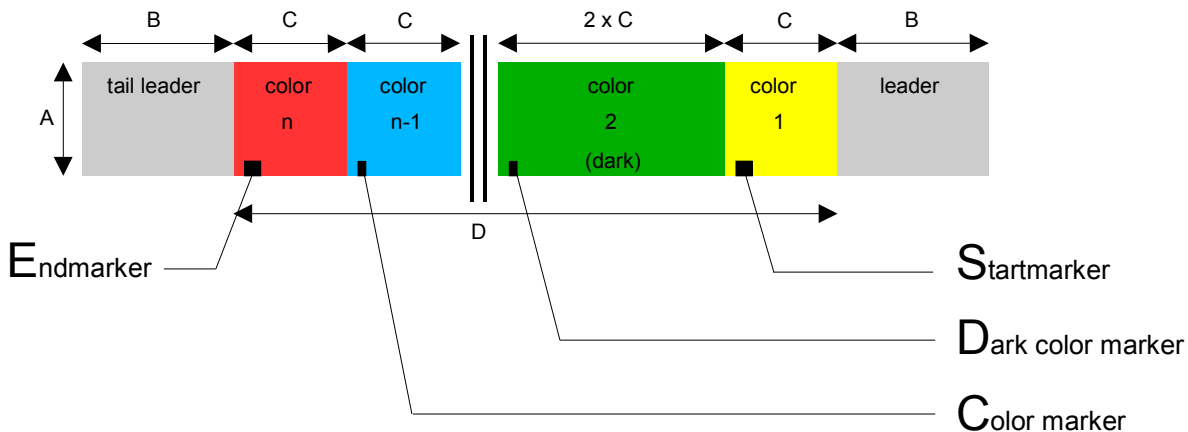 B C C 2 x C C B
tail leader color color color color leader
A n n-1 2 1
(dark)
D
Endmarker
Startmarker
Dark color marker
Color marker